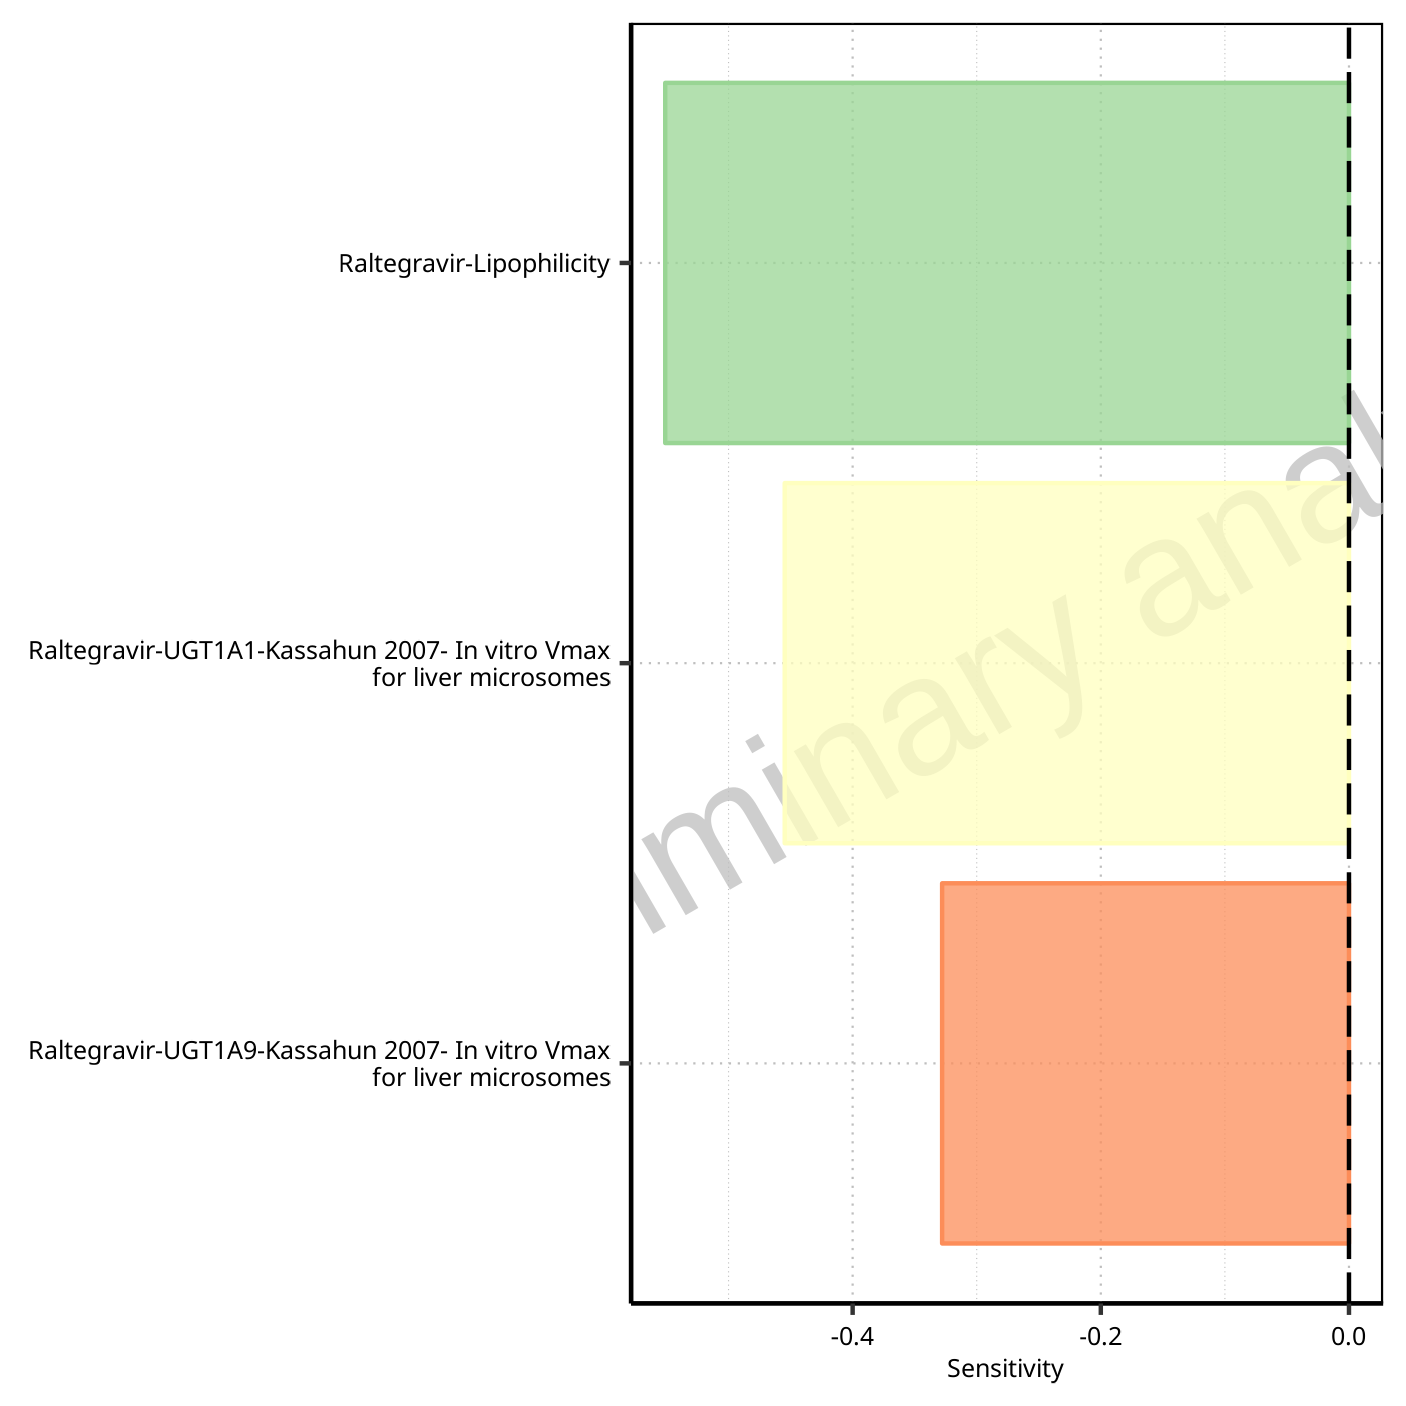 Raltegravir-Lipophilicity
Raltegravir-UGT1A1-Kassahun 2007- In vitro Vmax
for liver microsomes
Raltegravir-UGT1A9-Kassahun 2007- In vitro Vmax
for liver microsomes
minary anal
-0.4
-0.2
0.0
Sensitivity